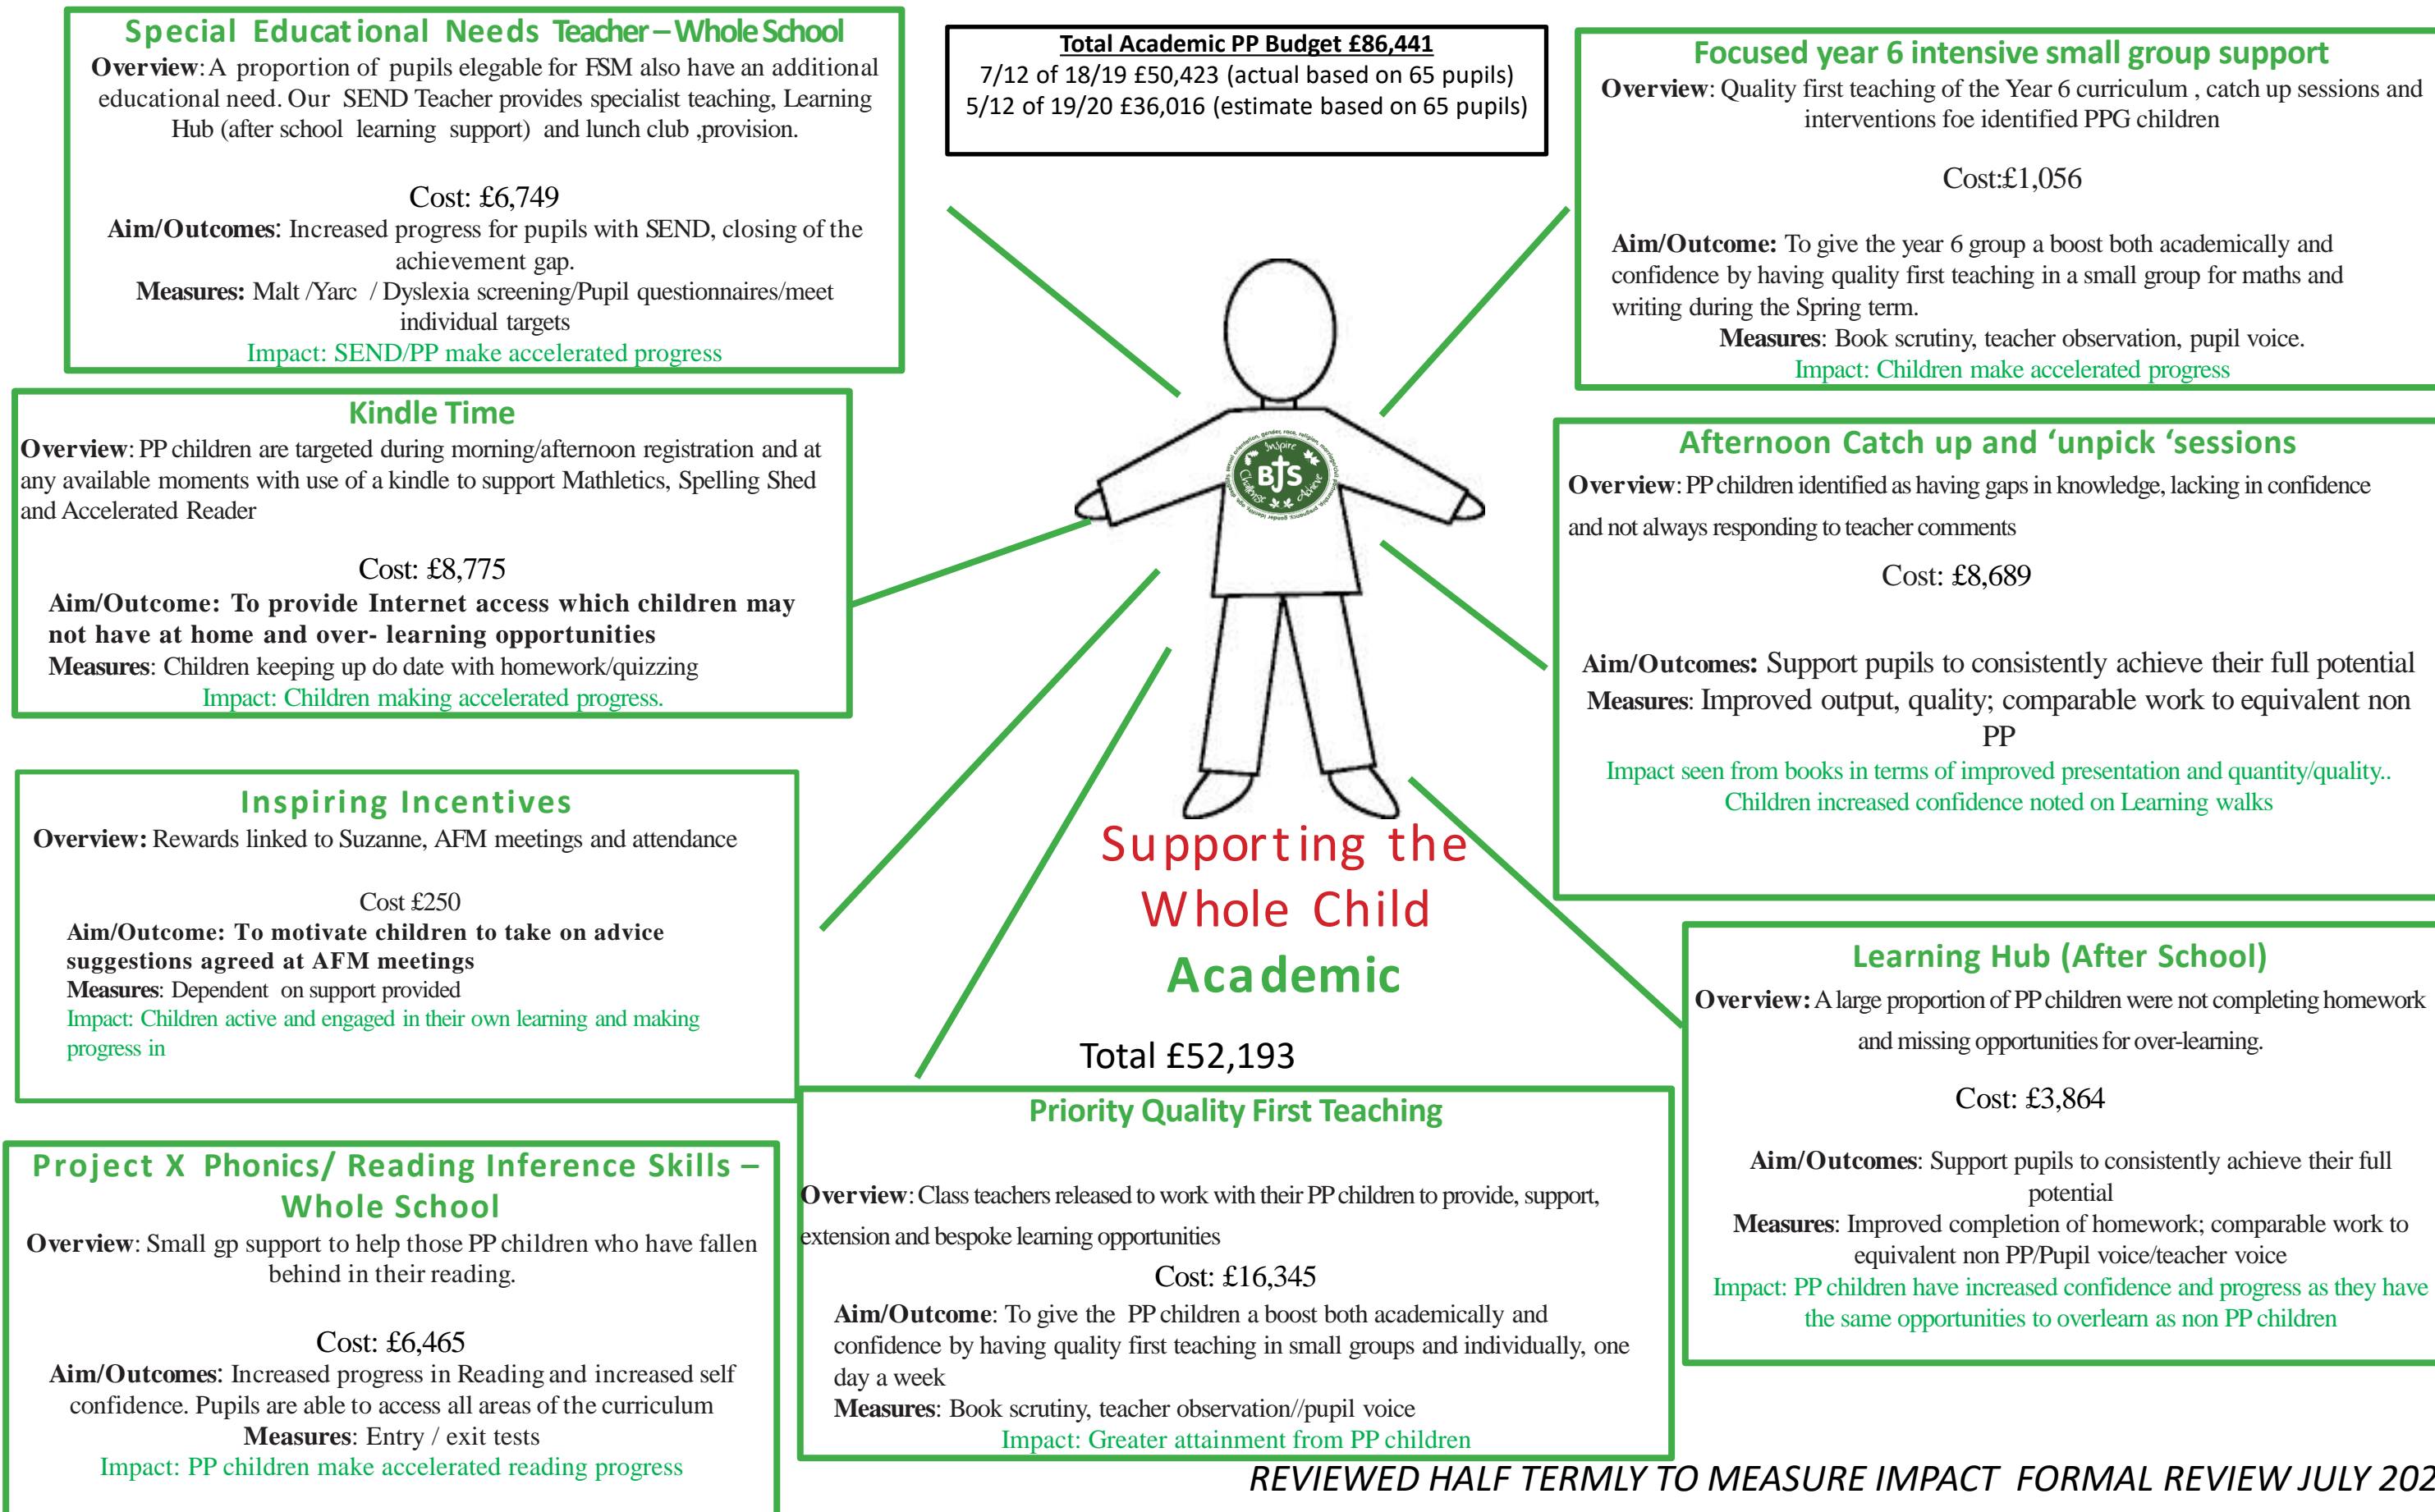 Special Educational Needs Teacher – Whole School
Overview: A proportion of pupils elegable for FSM also have an additional
educational need. Our SEND Teacher provides specialist teaching, Learning
Hub (after school learning support) and lunch club ,provision.
Cost: £6,749
Aim/Outcomes: Increased progress for pupils with SEND, closing of the
achievement gap.
Measures: Malt /Yarc / Dyslexia screening/Pupil questionnaires/meet
individual targets
Impact: SEND/PP make accelerated progress
Total Academic PP Budget £86,441
7/12 of 18/19 £50,423 (actual based on 65 pupils)
5/12 of 19/20 £36,016 (estimate based on 65 pupils)
Focused year 6 intensive small group support
Overview: Quality first teaching of the Year 6 curriculum , catch up sessions and
interventions foe identified PPG children
Cost:£1,056
Aim/Outcome: To give the year 6 group a boost both academically and
confidence by having quality first teaching in a small group for maths and
writing during the Spring term.
Measures: Book scrutiny, teacher observation, pupil voice.
Impact: Children make accelerated progress
Kindle Time
Overview: PP children are targeted during morning/afternoon registration and at
any available moments with use of a kindle to support Mathletics, Spelling Shed
and Accelerated Reader
Cost: £8,775
Aim/Outcome: To provide Internet access which children may
not have at home and over- learning opportunities
Measures: Children keeping up do date with homework/quizzing
Impact: Children making accelerated progress.
Inspire
BJS
Challenge
Achieve
Afternoon Catch up and ‘unpick ‘sessions
Overview: PP children identified as having gaps in knowledge, lacking in confidence
and not always responding to teacher comments
Cost: £8,689
Aim/Outcomes: Support pupils to consistently achieve their full potential
Measures: Improved output, quality; comparable work to equivalent non
PP
Impact seen from books in terms of improved presentation and quantity/quality..
Children increased confidence noted on Learning walks
Inspiring Incentives
Overview: Rewards linked to Suzanne, AFM meetings and attendance
Cost £250
Aim/Outcome: To motivate children to take on advice
suggestions agreed at AFM meetings
Measures: Dependent on support provided
Impact: Children active and engaged in their own learning and making
progress in
Supporting the
Whole Child
Academic
Total £52,193
Learning Hub (After School)
Overview: A large proportion of PP children were not completing homework
and missing opportunities for over-learning.
Cost: £3,864
Aim/Outcomes: Support pupils to consistently achieve their full
potential
Measures: Improved completion of homework; comparable work to
equivalent non PP/Pupil voice/teacher voice
Impact: PP children have increased confidence and progress as they have
the same opportunities to overlearn as non PP children
Project X Phonics/ Reading Inference Skills –
Whole School
Overview: Small gp support to help those PP children who have fallen
behind in their reading.
Cost: £6,465
Aim/Outcomes: Increased progress in Reading and increased self
confidence. Pupils are able to access all areas of the curriculum
Measures: Entry / exit tests
Impact: PP children make accelerated reading progress
Priority Quality First Teaching
Overview: Class teachers released to work with their PP children to provide, support,
extension and bespoke learning opportunities
Cost: £16,345
Aim/Outcome: To give the PP children a boost both academically and
confidence by having quality first teaching in small groups and individually, one
day a week
Measures: Book scrutiny, teacher observation//pupil voice
Impact: Greater attainment from PP children
REVIEWED HALF TERMLY TO MEASURE IMPACT FORMAL REVIEW JULY 202